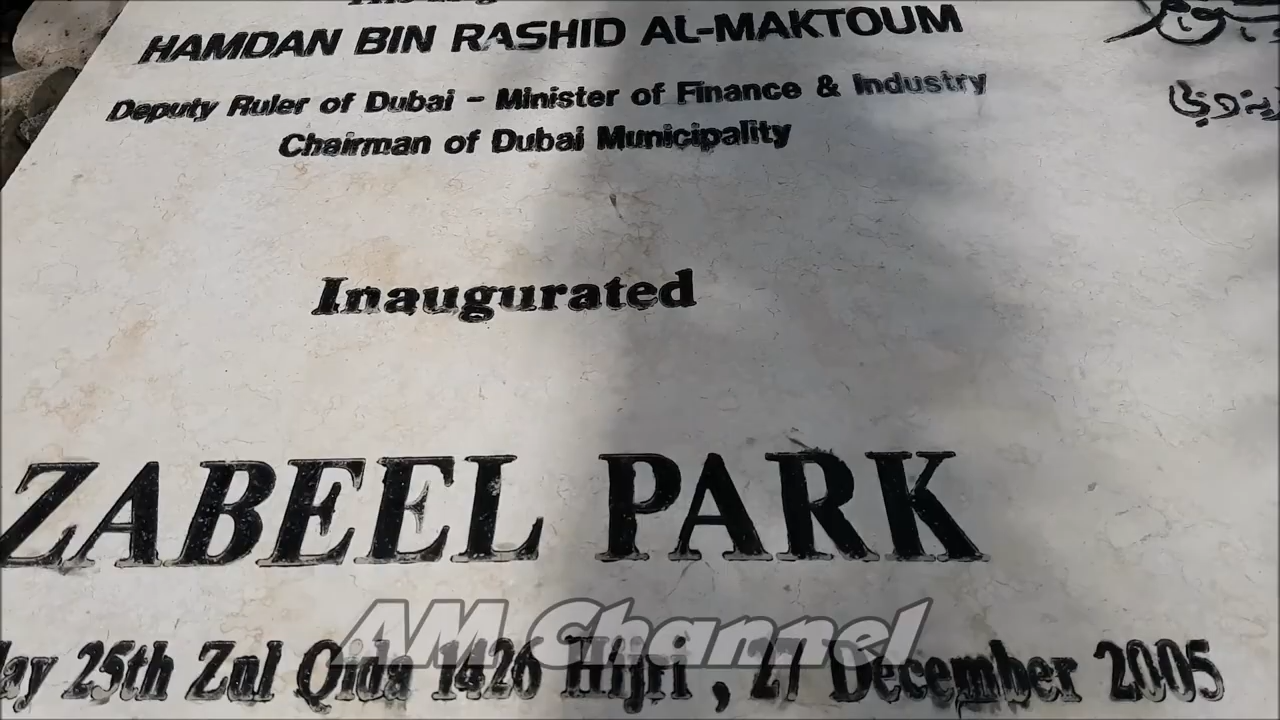 HAMDAN BIN RASHID AL-MAKTOUM
Deputy Ruler of Dubai - Minister of Finance & Industry
Chairman of Dubai Municipality
Inaugurated
ZABEEL PARK
25th Zul Qida 1426 Hijri , 27 December 2005
AM Channel